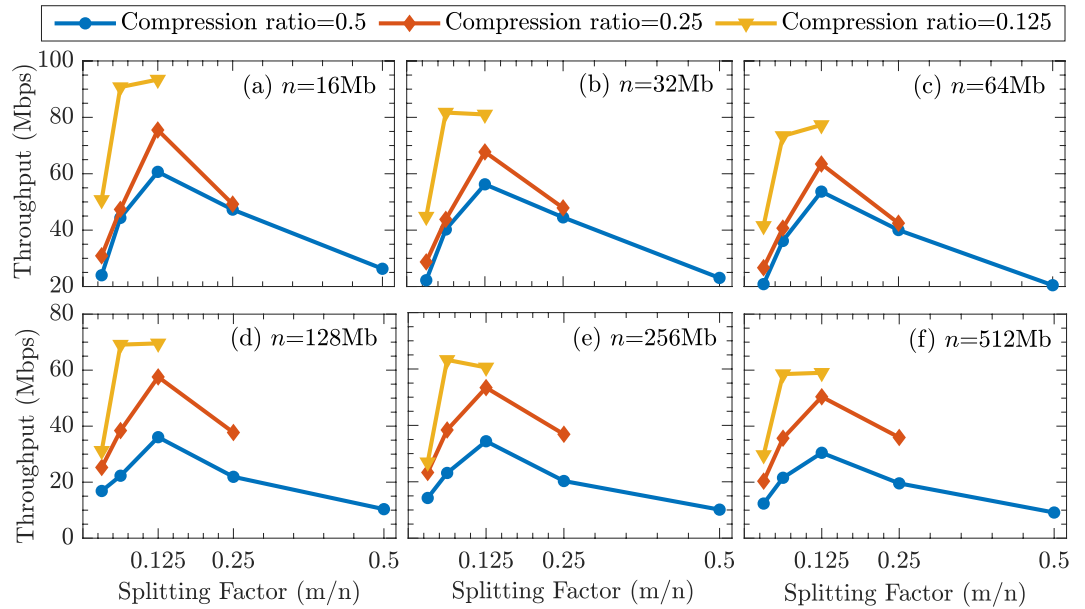 Compression ratio=0.5 Compression ratio=0.25 Compression ratio=0.125
100
80
60
40
20
Throughput (Mbps)
(a) n=16Mb
(b) n=32Mb
(c) n=64Mb
80
60
40
20
0
Throughput (Mbps)
(d) n=128Mb
(e) n=256Mb
(f) n=512Mb
0.125 0.25 0.5
0.125 0.25 0.5
0.125 0.25 0.5
Splitting Factor (m/n)
Splitting Factor (m/n)
Splitting Factor (m/n)